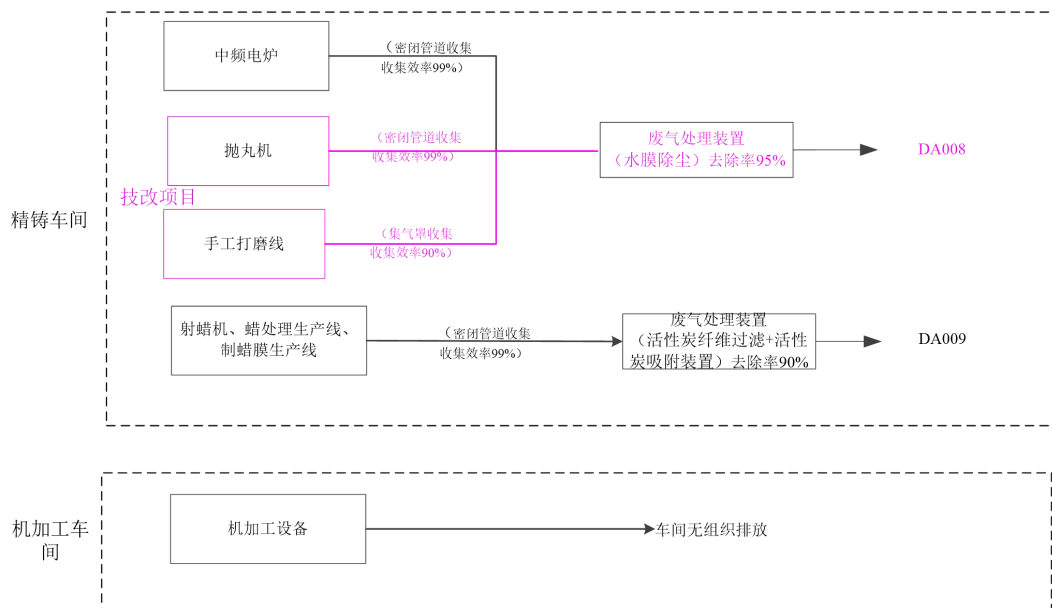 中频电炉
（密闭管道收集
收集效率99%）
抛丸机
（密闭管道收集
收集效率99%）
废气处理装置
（水膜除尘）去除率95%
DA008
技改项目
精铸车间
手工打磨线
（集气罩收集
收集效率90%）
射蜡机、蜡处理生产线、
制蜡膜生产线
（密闭管道收集
收集效率99%）
废气处理装置
（活性炭纤维过滤+活性
炭吸附装置）去除率90%
DA009
机加工车
间
机加工设备
车间无组织排放